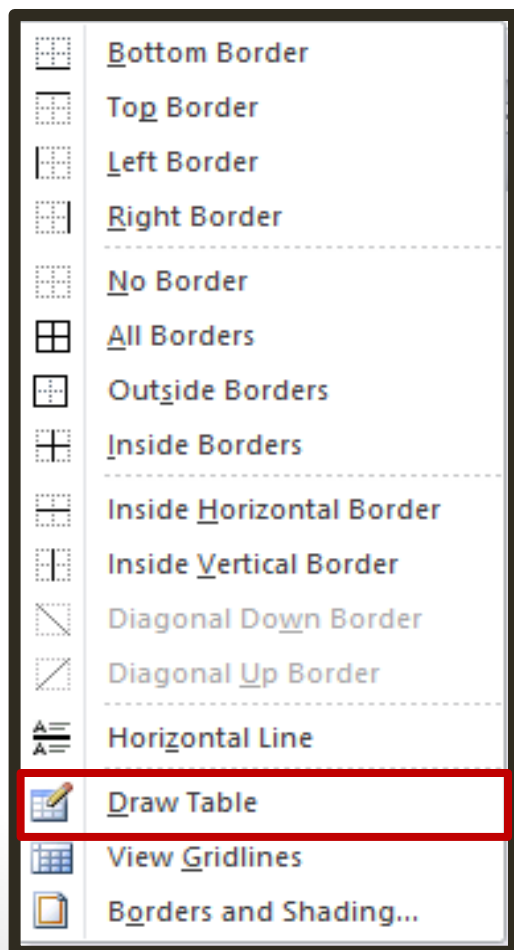 Bottom Border
Top Border
Left Border
Right Border
No Border
All Borders
Outside Borders
Inside Borders
Inside Horizontal Border
Inside Vertical Border
Diagonal Down Border
Diagonal Up Border
Horizontal Line
Draw Table
View Gridlines
Borders and Shading...